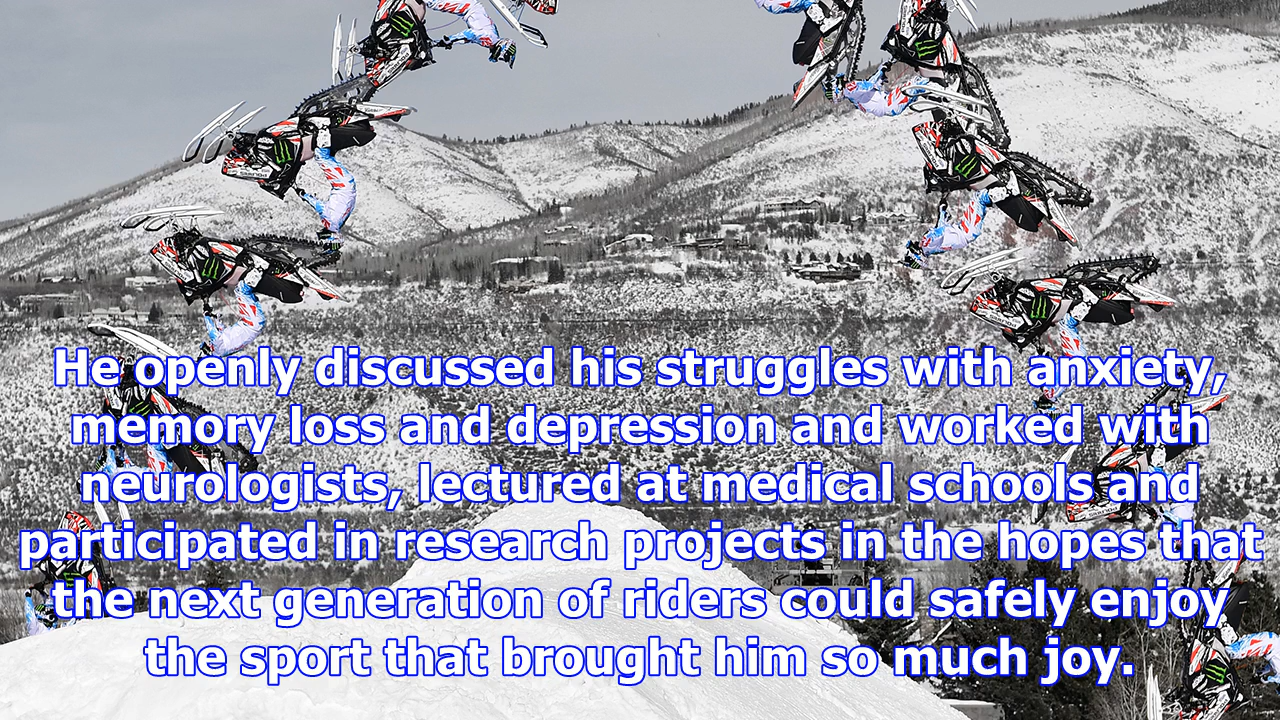 He openly discussed his struggles with anxiety,
memory loss and depression and worked with
neurologists, lectured at medical schools and
participated in research projects in the hopes that
the next generation of riders could safely enjoy
the sport that brought him so much joy.